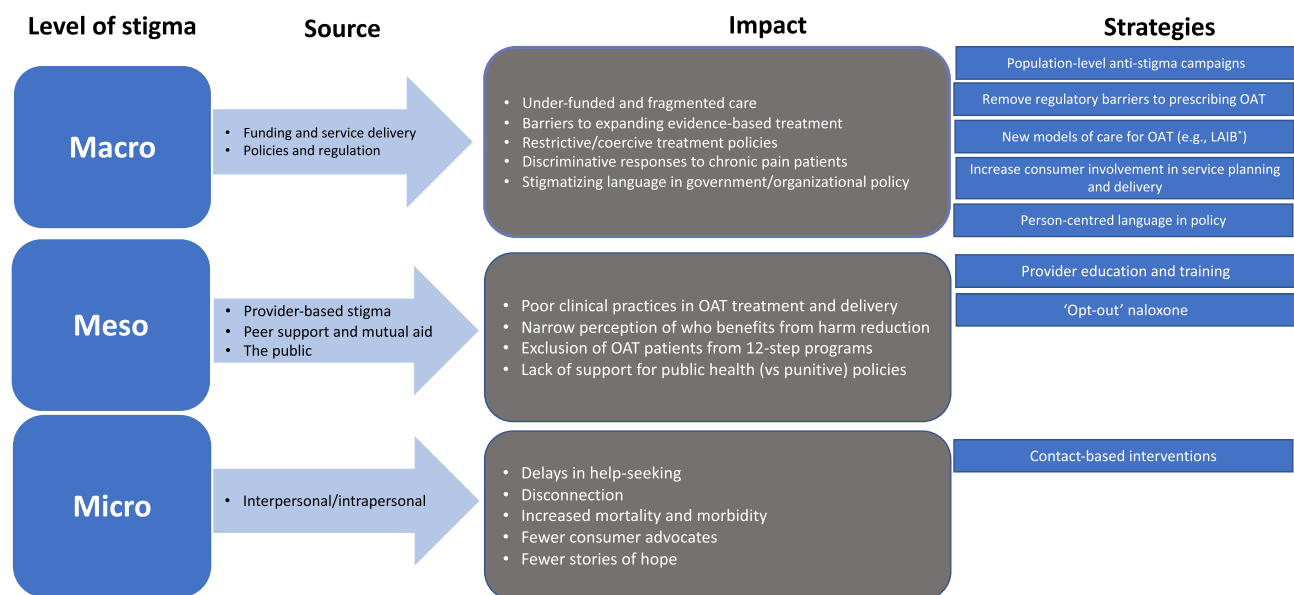 Level of stigma
Source
Impact
Strategies
Macro
• Funding and service delivery
• Policies and regulation
• Under-funded and fragmented care
• Barriers to expanding evidence-based treatment
• Restrictive/coercive treatment policies
• Discriminative responses to chronic pain patients
• Stigmatizing language in government/organizational policy
Population-level anti-stigma campaigns
Remove regulatory barriers to prescribing OAT
New models of care for OAT (e.g., LAIB*)
Increase consumer involvement in service planning
and delivery
Person-centred language in policy
Meso
• Provider-based stigma
• Peer support and mutual aid
• The public
• Poor clinical practices in OAT treatment and delivery
• Narrow perception of who benefits from harm reduction
• Exclusion of OAT patients from 12-step programs
• Lack of support for public health (vs punitive) policies
Provider education and training
‘Opt-out’ naloxone
Micro
• Interpersonal/intrapersonal
• Delays in help-seeking
• Disconnection
• Increased mortality and morbidity
• Fewer consumer advocates
• Fewer stories of hope
Contact-based interventions